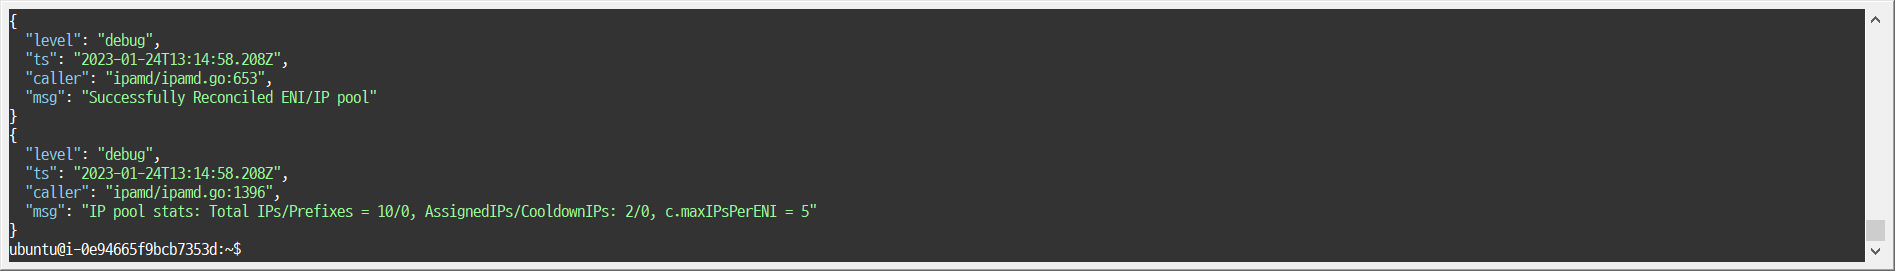 {
  "level": "debug",
  "ts": "2023-01-24T13:14:58.208Z",
  "caller": "ipamd/ipamd.go:653",
  "msg": "Successfully Reconciled ENI/IP pool"
}
{
  "level": "debug",
  "ts": "2023-01-24T13:14:58.208Z",
  "caller": "ipamd/ipamd.go:1396",
  "msg": "IP pool stats: Total IPs/Prefixes = 10/0, AssignedIPs/CooldownIPs: 2/0, c.maxIPsPerENI = 5"
}
ubuntu@i-0e94665f9bcb7353d:~$